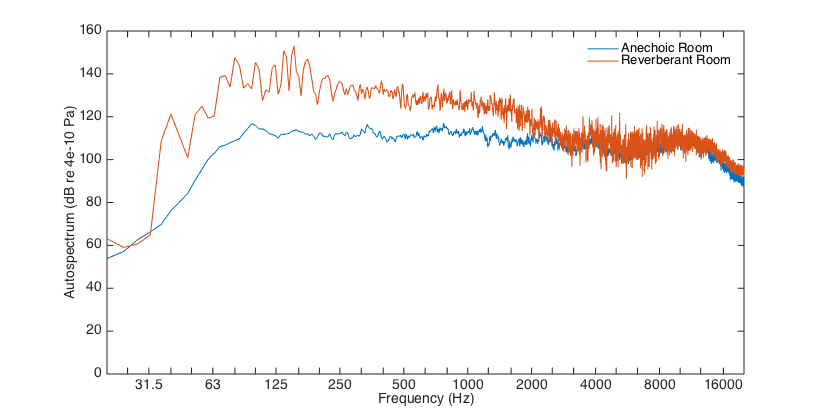 160
Anechoic Room
Reverberant Room
140
120
100
80
60
40
20
0
Autospectrum (dB re 4e-10 Pa)
31.5 63 125 250 500 1000 2000 4000 8000 16000
Frequency (Hz)